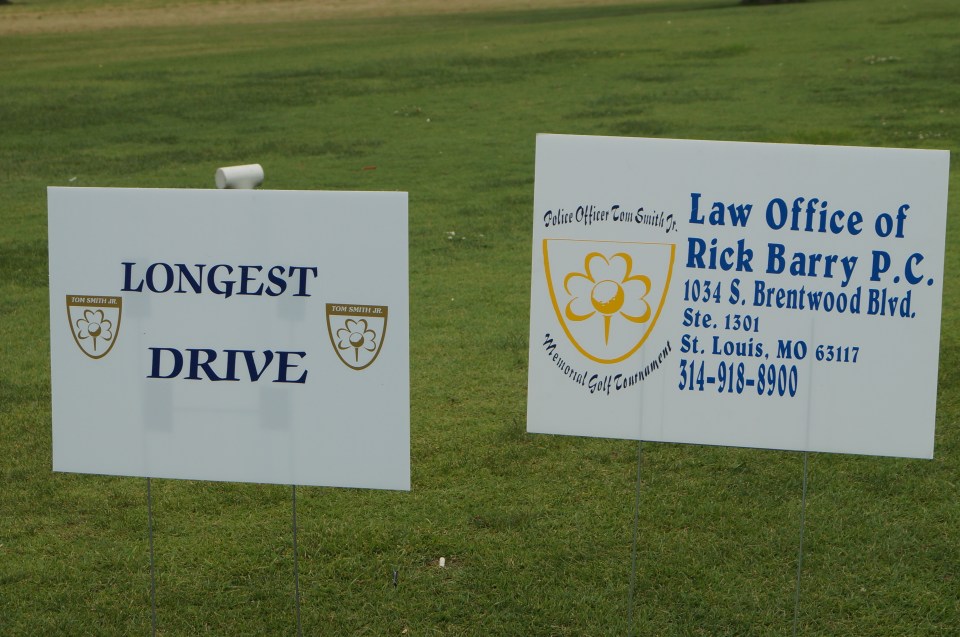 LONGEST
TOM SMITH JR.
TOM SMITH JR.
DRIVE
Police Officer Tom Smith Jr.
Memorial Golf Tournament
Law Office of
Rick Barry P.C.
1034 S. Brentwood Blvd.
Ste. 1301
St. Louis, MO 63117
314-918-8900